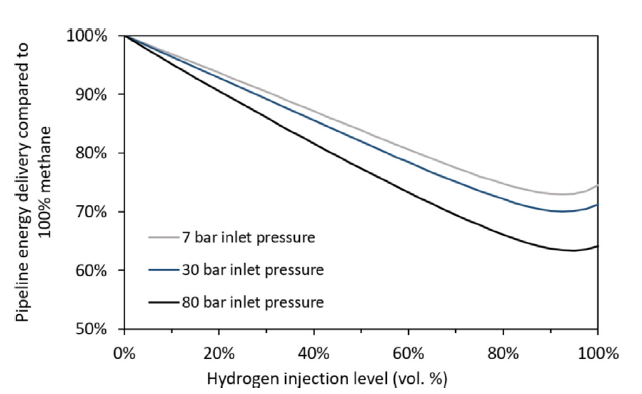 Pipeline energy delivery compared to
100% methane
100%
90%
80%
70%
60%
50%
7 bar inlet pressure
30 bar inlet pressure
80 bar inlet pressure
0%
20%
40%
60%
80%
100%
Hydrogen injection level (vol. %)